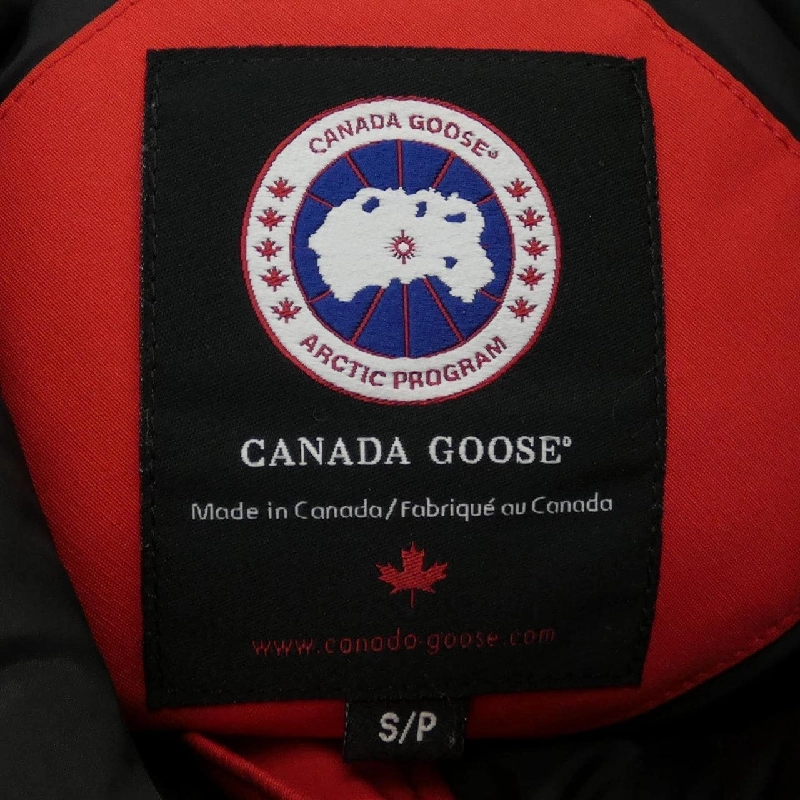 CANADA GOOSE®
ARCTIC PROGRAM
CANADA GOOSE®
Made in Canada/Fabriqué au Canada
www.canada-goose.com
S/P